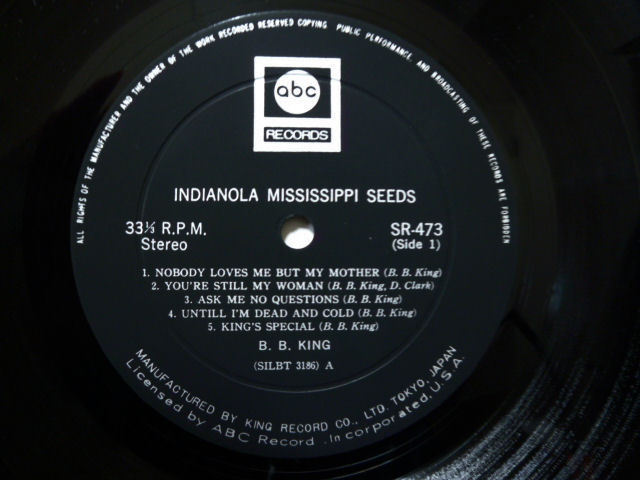 ALL RIGHTS OF THE MANUFACTURER AND THE OWNER OF THE WORK RECORDED RESERVED COPYING PUBLIC PERFORMANCE, AND BROADCASTING OF THESE RECORDS ARE FORBIDDEN
abc
RECORDS
INDIANOLA MISSISSIPPI SEEDS
33⅓ R.P.M. SR-473
Stereo (Side 1)
1. NOBODY LOVES ME BUT MY MOTHER (B. B. King)
2. YOU'RE STILL MY WOMAN (B. B. King, D. Clark)
3. ASK ME NO QUESTIONS (B. B. King)
4. UNTILL I'M DEAD AND COLD (B. B. King)
5. KING'S SPECIAL (B. B. King)
B. B. KING
(SILBT 3186) A
MANUFACTURED BY KING RECORD CO., LTD. TOKYO, JAPAN
Licensed by ABC Record . Incorporated. U.S.A.